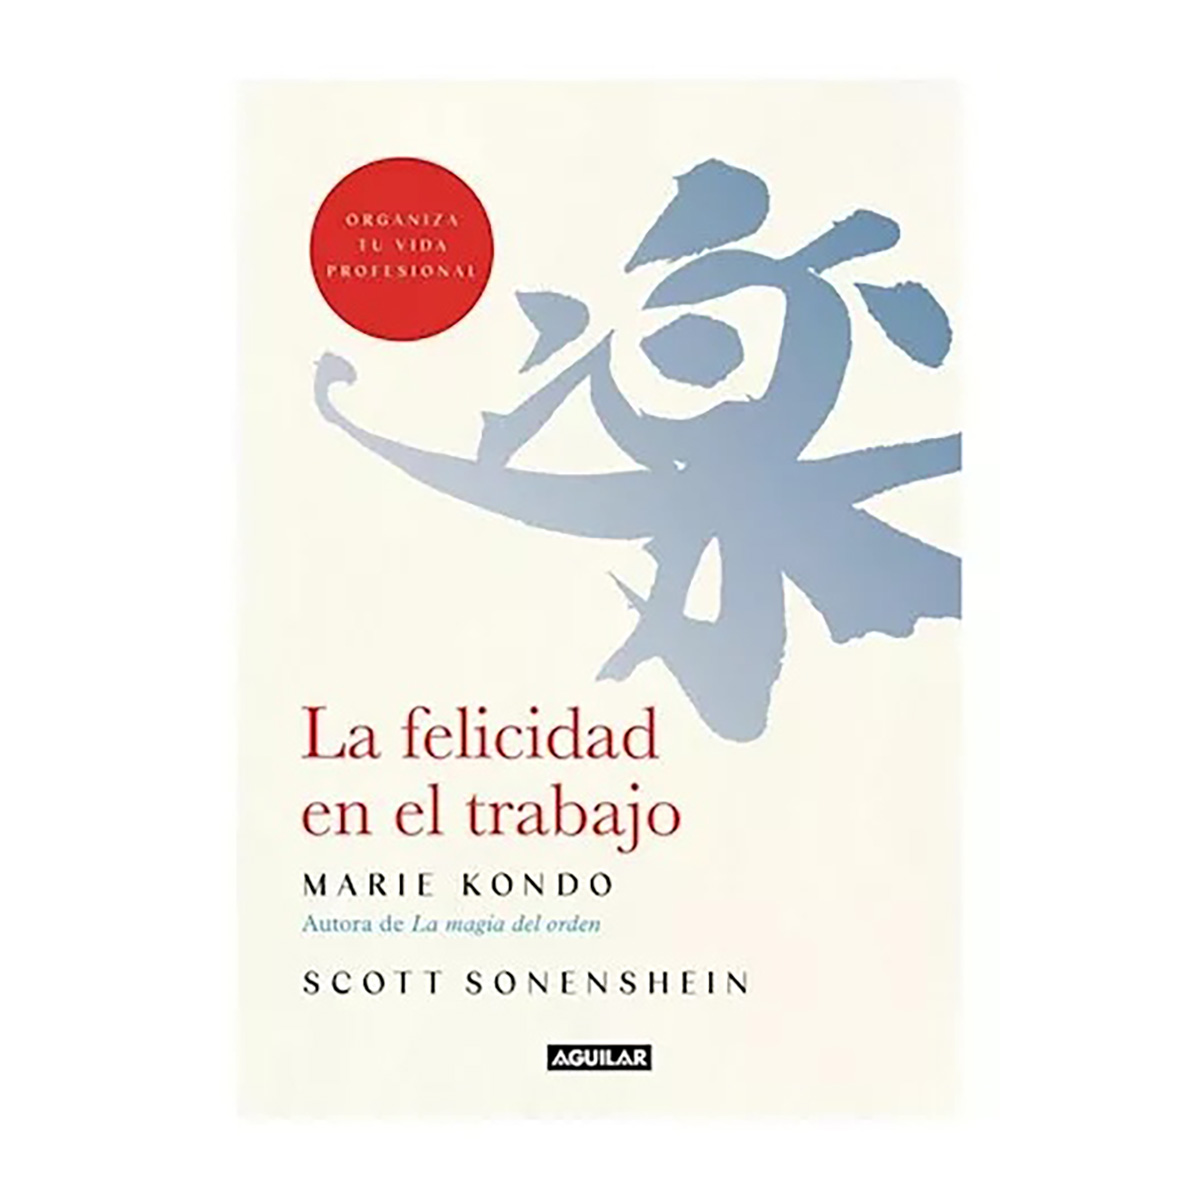 ORGANIZA
TU VIDA
PROFESIONAL
楽
La felicidad
en el trabajo
MARIE KONDO
Autora de La magia del orden
SCOTT SONENSHEIN
AGUILAR